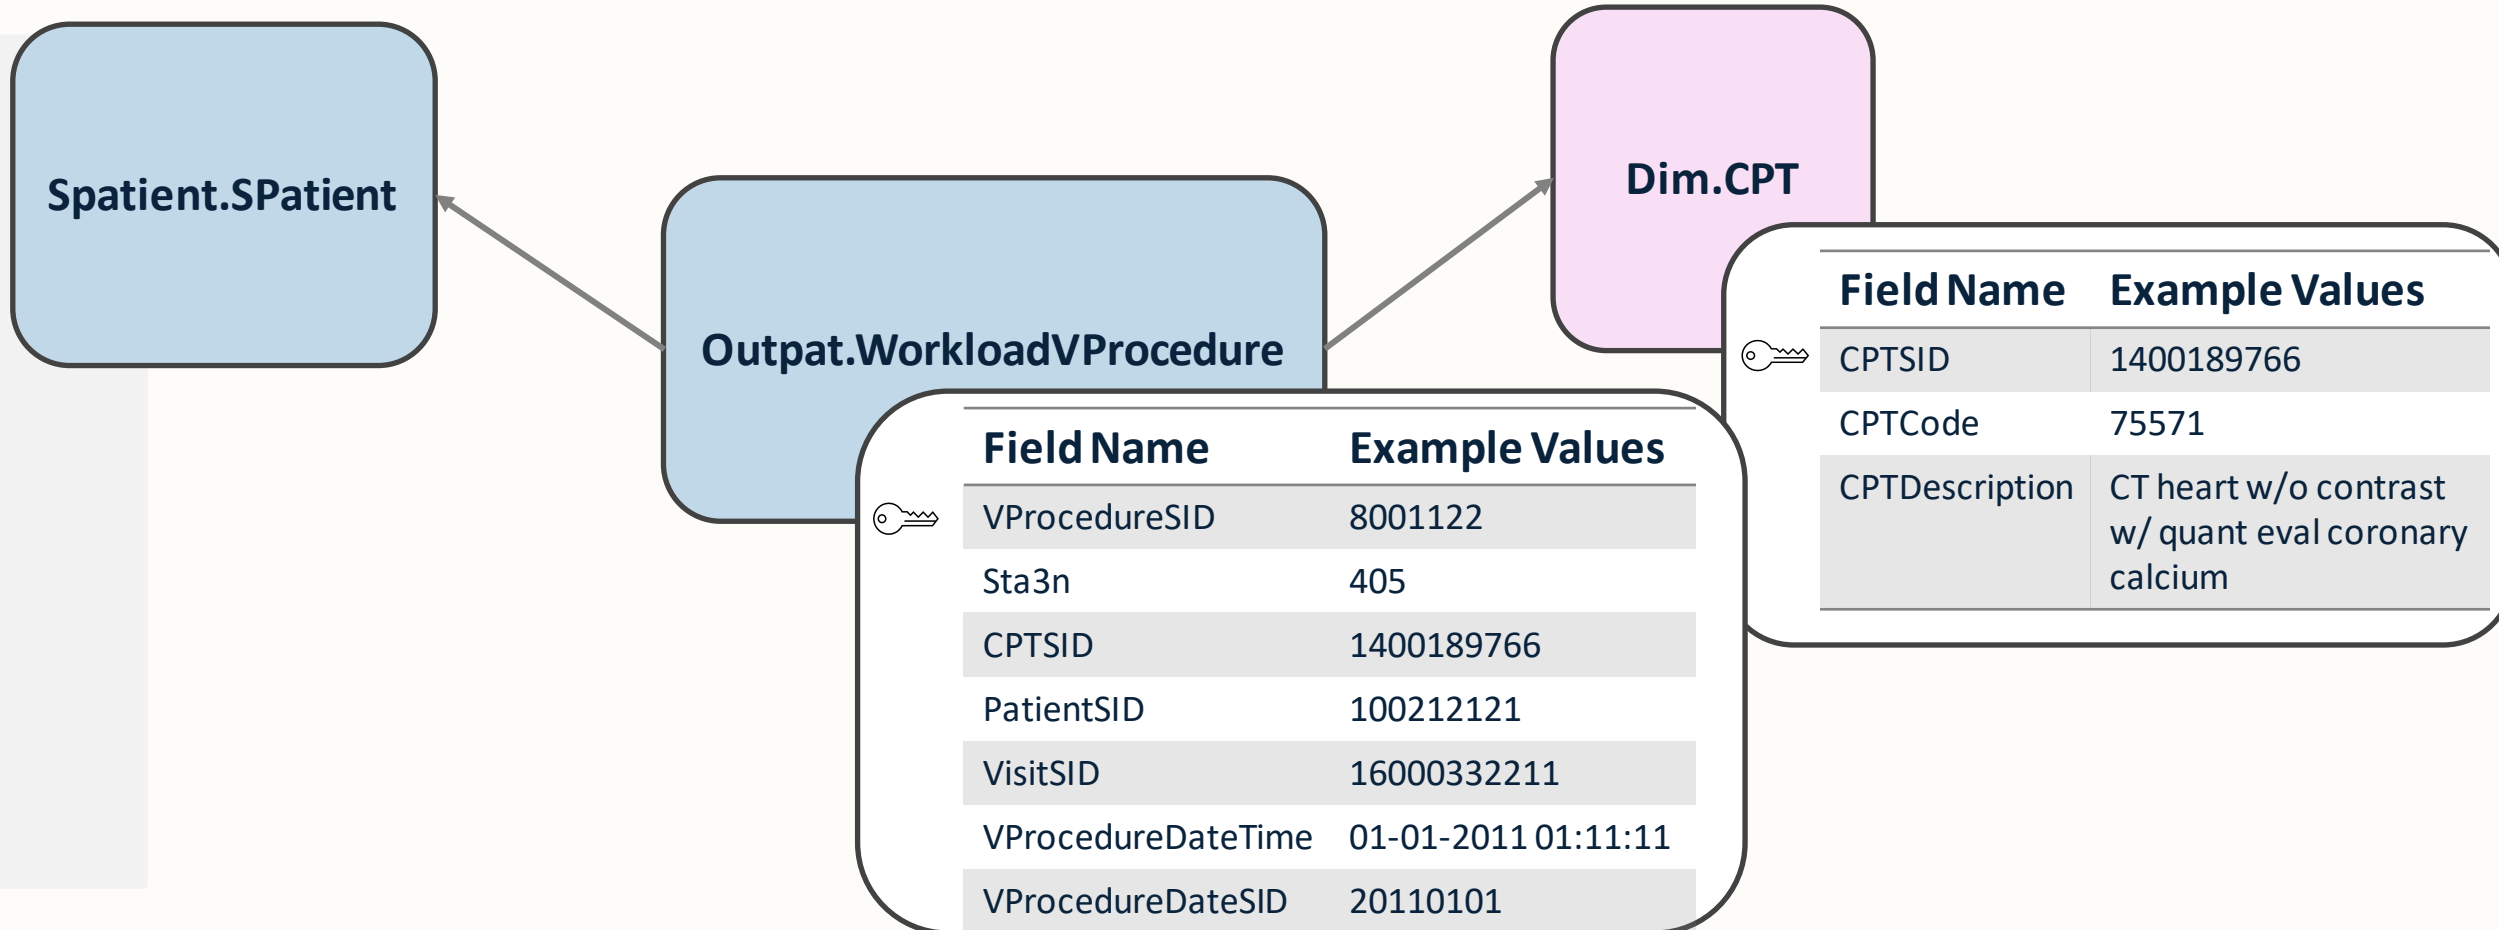 Spatient.SPatient
Outpat.WorkloadVProcedure
Dim.CPT
Field Name Example Values
CPTSID 1400189766
CPTCode 75571
CPTDescription CT heart w/o contrast
w/ quant eval coronary
calcium
Field Name Example Values
VProcedureSID 8001122
Sta3n 405
CPTSID 1400189766
PatientSID 100212121
VisitSID 16000332211
VProcedureDateTime 01-01-2011 01:11:11
VProcedureDateSID 20110101